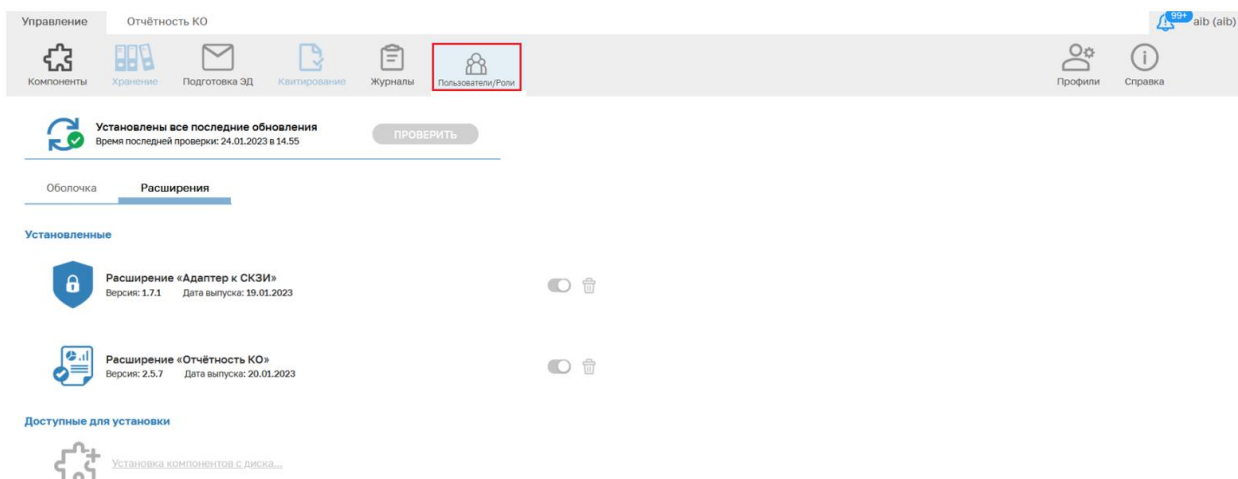 Управление Отчётность КО 99+ aib (aib)
Компоненты Хранение Подготовка ЭД Квитирование Журналы Пользователи/Роли Профили Справка
Установлены все последние обновления
Время последней проверки: 24.01.2023 в 14.55
ПРОВЕРИТЬ
Оболочка Расширения
Установленные
Расширение «Адаптер к СКЗИ»
Версия: 1.7.1 Дата выпуска: 19.01.2023
Расширение «Отчётность КО»
Версия: 2.5.7 Дата выпуска: 20.01.2023
Доступные для установки
Установка компонентов с диска...